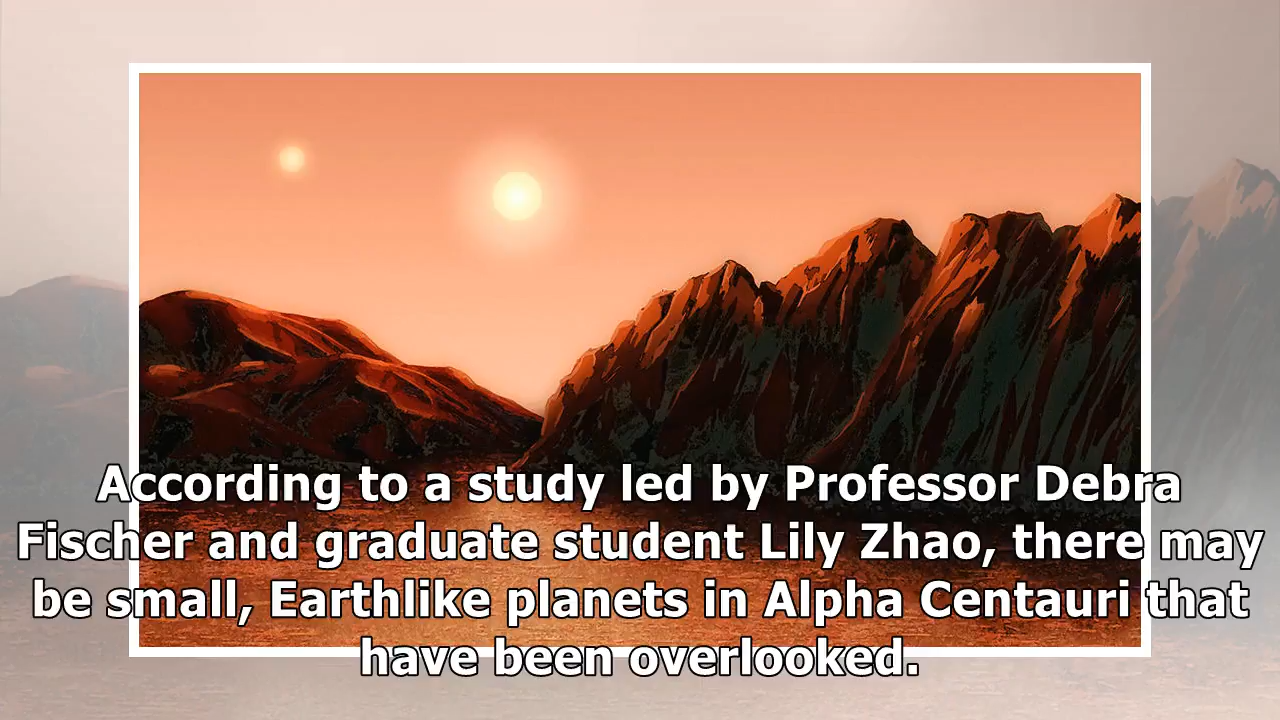 According to a study led by Professor Debra
Fischer and graduate student Lily Zhao, there may
be small, Earthlike planets in Alpha Centauri that
have been overlooked.